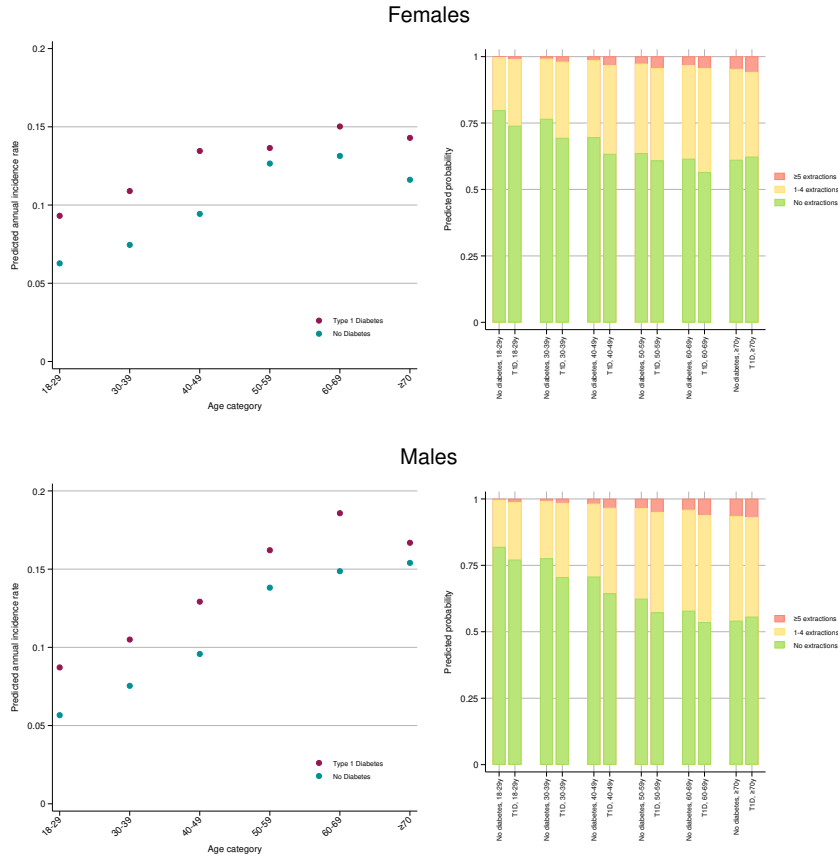 Females
0.2
0.15
0.1
0.05
0
Predicted annual incidence rate
Type 1 Diabetes
No Diabetes
18-29
30-39
40-49
50-59
60-69
≥70
Age category
1
0.75
0.5
0.25
0
Predicted probability
≥5 extractions
1-4 extractions
No extractions
No diabetes, 18-29y
T1D, 18-29y
No diabetes, 30-39y
T1D, 30-39y
No diabetes, 40-49y
T1D, 40-49y
No diabetes, 50-59y
T1D, 50-59y
No diabetes, 60-69y
T1D, 60-69y
No diabetes, ≥70y
T1D, ≥70y
Males
0.2
0.15
0.1
0.05
0
Predicted annual incidence rate
Type 1 Diabetes
No Diabetes
18-29
30-39
40-49
50-59
60-69
≥70
Age category
1
0.75
0.5
0.25
0
Predicted probability
≥5 extractions
1-4 extractions
No extractions
No diabetes, 18-29y
T1D, 18-29y
No diabetes, 30-39y
T1D, 30-39y
No diabetes, 40-49y
T1D, 40-49y
No diabetes, 50-59y
T1D, 50-59y
No diabetes, 60-69y
T1D, 60-69y
No diabetes, ≥70y
T1D, ≥70y